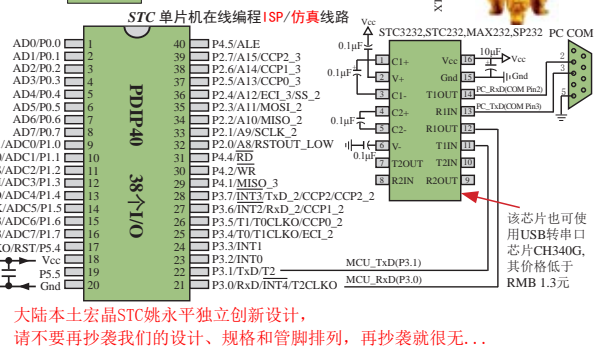 STC 单片机在线编程ISP/仿真线路
Vcc
STC3232,STC232,MAX232,SP232 PC COM
0.1μF
0.1μF
0.1μF
0.1μF
10μF
Vcc
Gnd
1 C1+ Vcc 16
2 V+ Gnd 15
3 C1- T1OUT 14 PC_RxD(COM Pin2)
4 C2+ R1IN 13 PC_TxD(COM Pin3)
5 C2- R1OUT 12
6 V- T1IN 11
7 T2OUT T2IN 10
8 R2IN R2OUT 9
2
3
5
AD0/P0.0 1 40 P4.5/ALE
AD1/P0.1 2 39 P2.7/A15/CCP2_3
AD2/P0.2 3 38 P2.6/A14/CCP1_3
AD3/P0.3 4 37 P2.5/A13/CCP0_3
AD4/P0.4 5 36 P2.4/A12/ECI_3/SS_2
AD5/P0.5 6 35 P2.3/A11/MOSI_2
AD6/P0.6 7 34 P2.2/A10/MISO_2
AD7/P0.7 8 33 P2.1/A9/SCLK_2
/ADC0/P1.0 9 32 P2.0/A8/RSTOUT_LOW
/ADC1/P1.1 10 31 P4.4/RD
/ADC2/P1.2 11 30 P4.2/WR
/ADC3/P1.3 12 29 P4.1/MISO_3
/ADC4/P1.4 13 28 P3.7/INT3/TxD_2/CCP2/CCP2_2
/ADC5/P1.5 14 27 P3.6/INT2/RxD_2/CCP1_2
/ADC6/P1.6 15 26 P3.5/T1/T0CLKO/CCP0_2
/ADC7/P1.7 16 25 P3.4/T0/T1CLKO/ECI_2
KO/RST/P5.4 17 24 P3.3/INT1
Vcc 18 23 P3.2/INT0
P5.5 19 22 P3.1/TxD/T2 MCU_TxD(P3.1)
Gnd 20 21 P3.0/RxD/INT4/T2CLKO MCU_RxD(P3.0)
PDIP40
38个I/O
该芯片也可使
用USB转串口
芯片CH340G,
其价格低于
RMB 1.3元
大陆本土宏晶STC姚永平独立创新设计,
请不要再抄袭我们的设计、规格和管脚排列，再抄袭就很无...